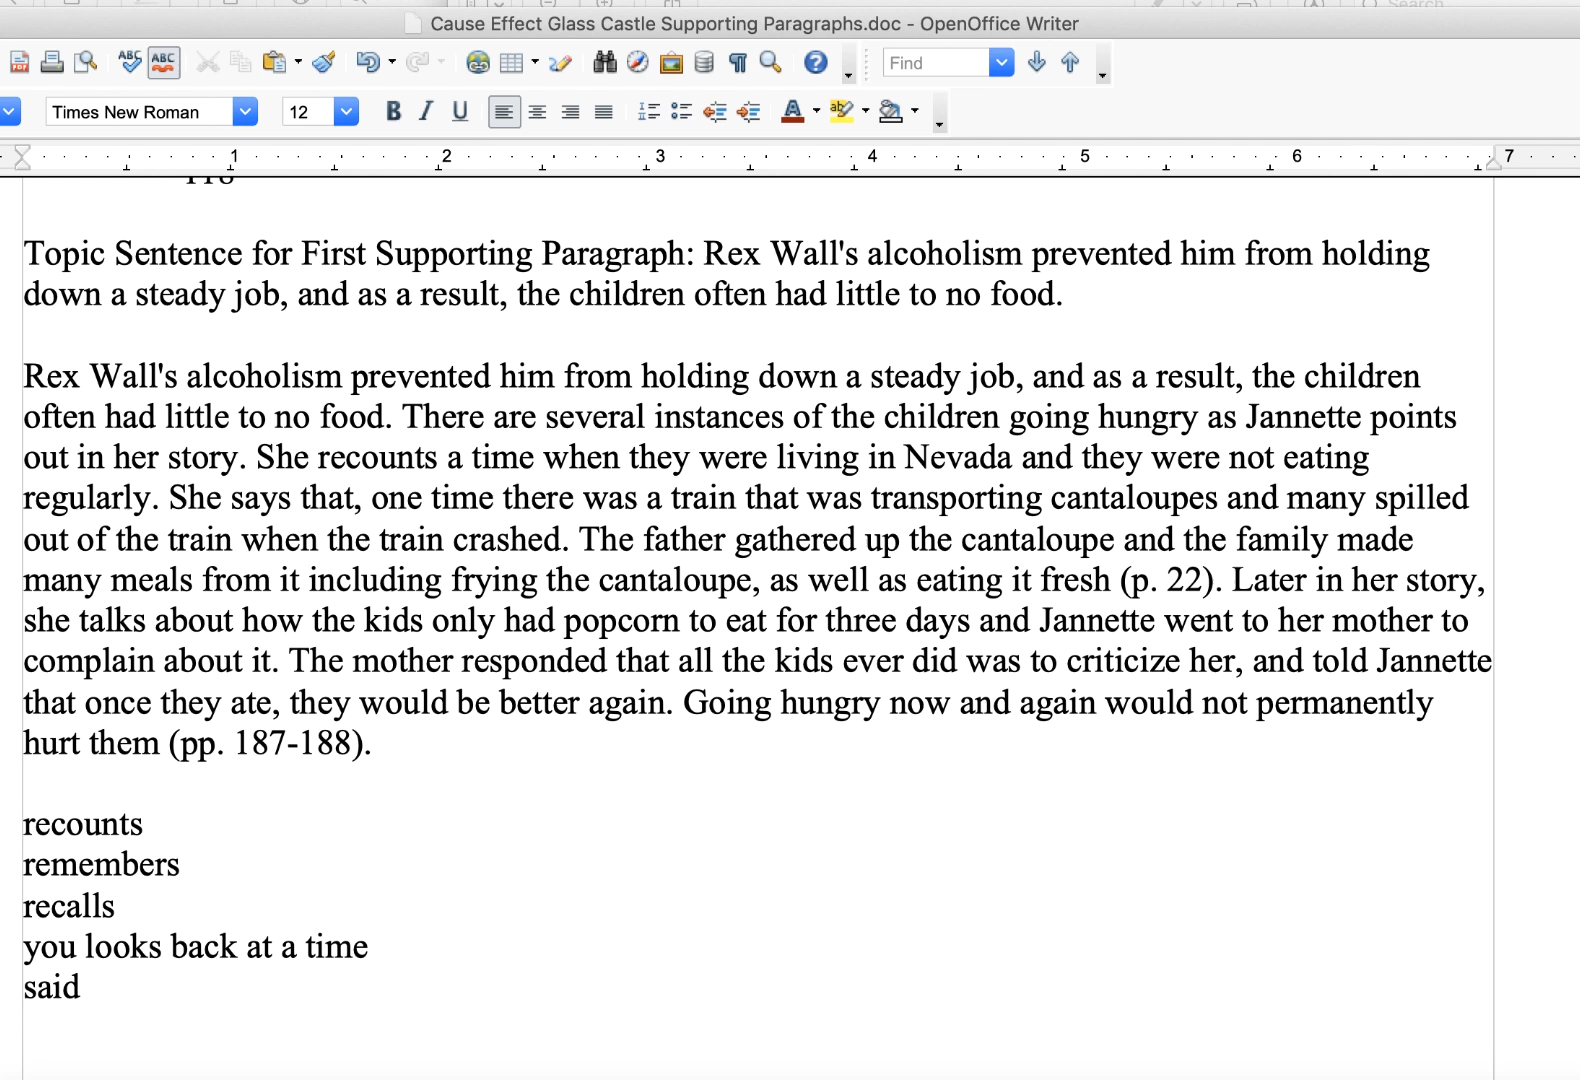 Search
Cause Effect Glass Castle Supporting Paragraphs.doc - OpenOffice Writer
ABC ABC Find
Times New Roman 12 B I U A ab
1 2 3 4 5 6 7
Topic Sentence for First Supporting Paragraph: Rex Wall's alcoholism prevented him from holding
down a steady job, and as a result, the children often had little to no food.
Rex Wall's alcoholism prevented him from holding down a steady job, and as a result, the children
often had little to no food. There are several instances of the children going hungry as Jannette points
out in her story. She recounts a time when they were living in Nevada and they were not eating
regularly. She says that, one time there was a train that was transporting cantaloupes and many spilled
out of the train when the train crashed. The father gathered up the cantaloupe and the family made
many meals from it including frying the cantaloupe, as well as eating it fresh (p. 22). Later in her story,
she talks about how the kids only had popcorn to eat for three days and Jannette went to her mother to
complain about it. The mother responded that all the kids ever did was to criticize her, and told Jannette
that once they ate, they would be better again. Going hungry now and again would not permanently
hurt them (pp. 187-188).
recounts
remembers
recalls
you looks back at a time
said